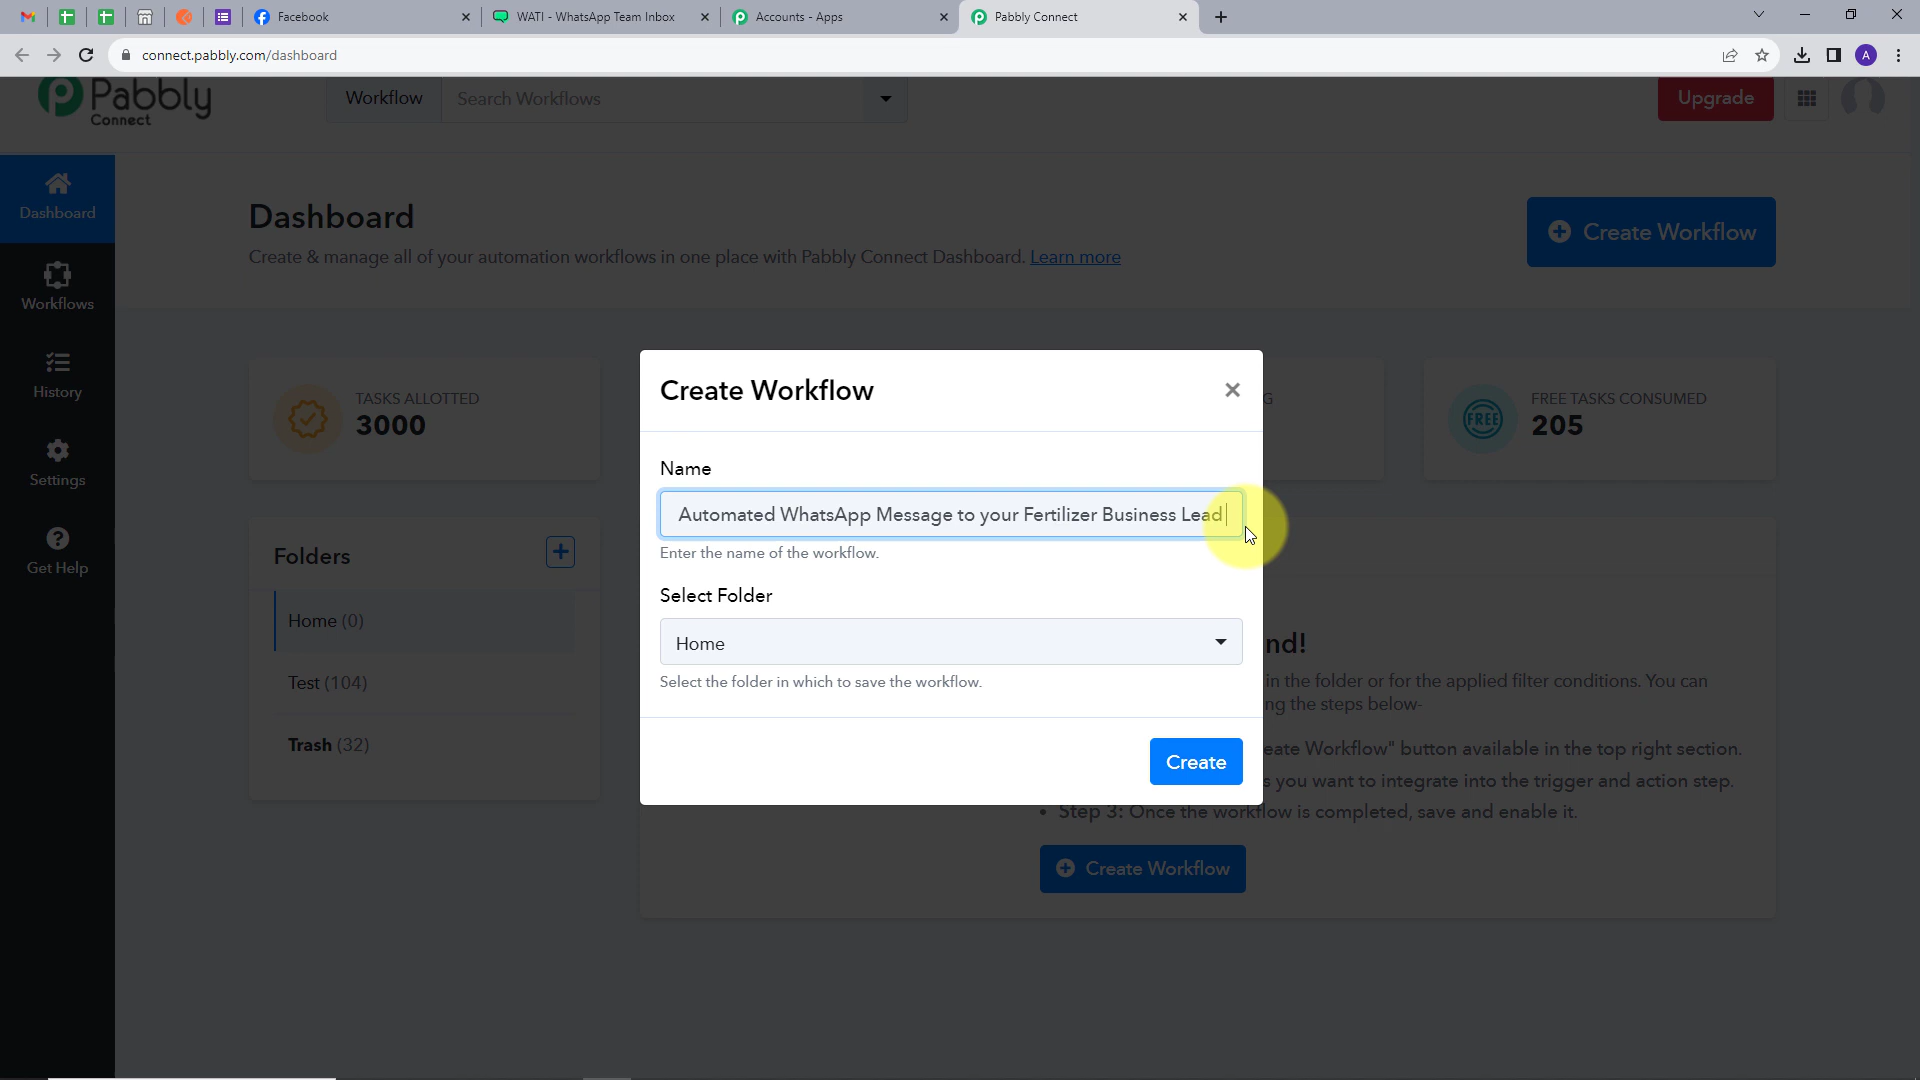 Facebook
WATI - WhatsApp Team Inbox
Accounts - Apps
Pabbly Connect
connect.pabbly.com/dashboard
A
Pabbly
Connect
Workflow
Search Workflows
Upgrade
Dashboard
Workflows
History
Settings
Get Help
Dashboard
Create & manage all of your automation workflows in one place with Pabbly Connect Dashboard. Learn more
Create Workflow
TASKS ALLOTTED
3000
G
FREE
FREE TASKS CONSUMED
205
Folders
Home (0)
Test (104)
Trash (32)
Create Workflow
Name
Automated WhatsApp Message to your Fertilizer Business Lead
Enter the name of the workflow.
Select Folder
Home
Select the folder in which to save the workflow.
Create
nd!
in the folder or for the applied filter conditions. You can
ng the steps below-
eate Workflow" button available in the top right section.
s you want to integrate into the trigger and action step.
• Step 3: Once the workflow is completed, save and enable it.
Create Workflow